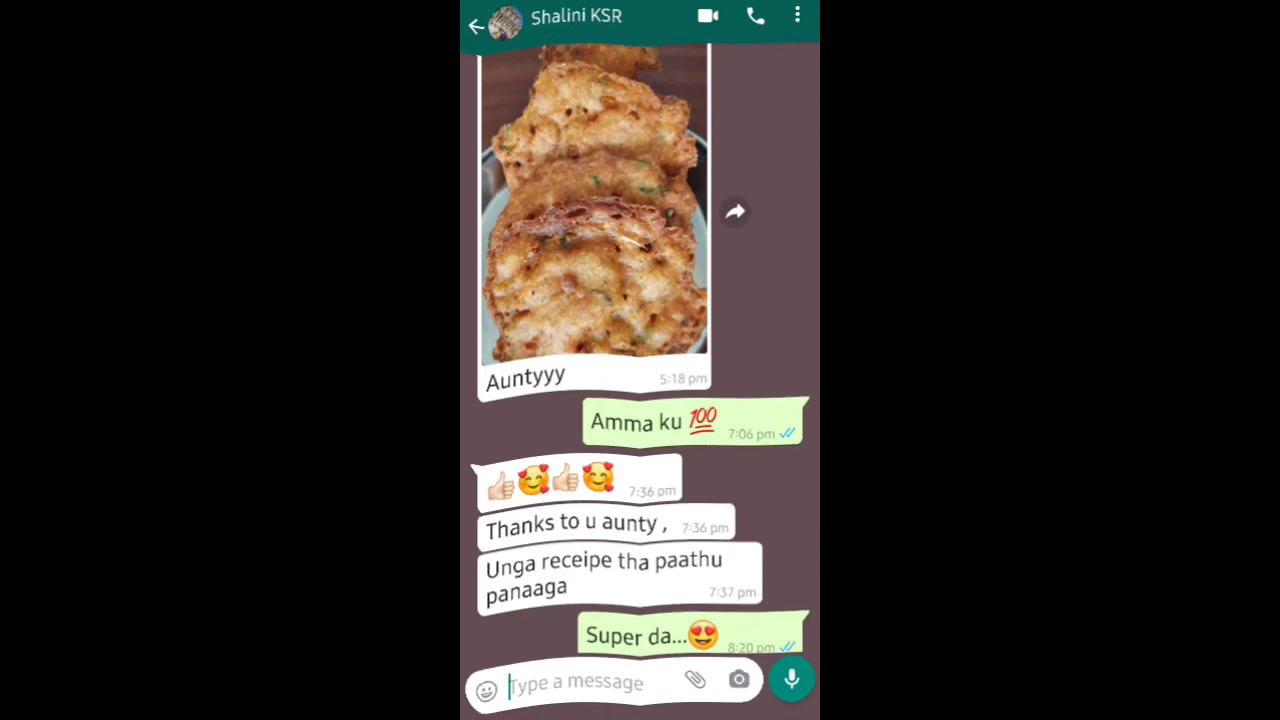 Shalini KSR
Auntyyy
5:18 pm
Amma ku 💯
7:06 pm
👍🏻🥰👍🏻🥰
7:36 pm
Thanks to u aunty ,
7:36 pm
Unga receipe tha paathu
panaaga
7:37 pm
Super da...😍
8:20 pm
Type a message